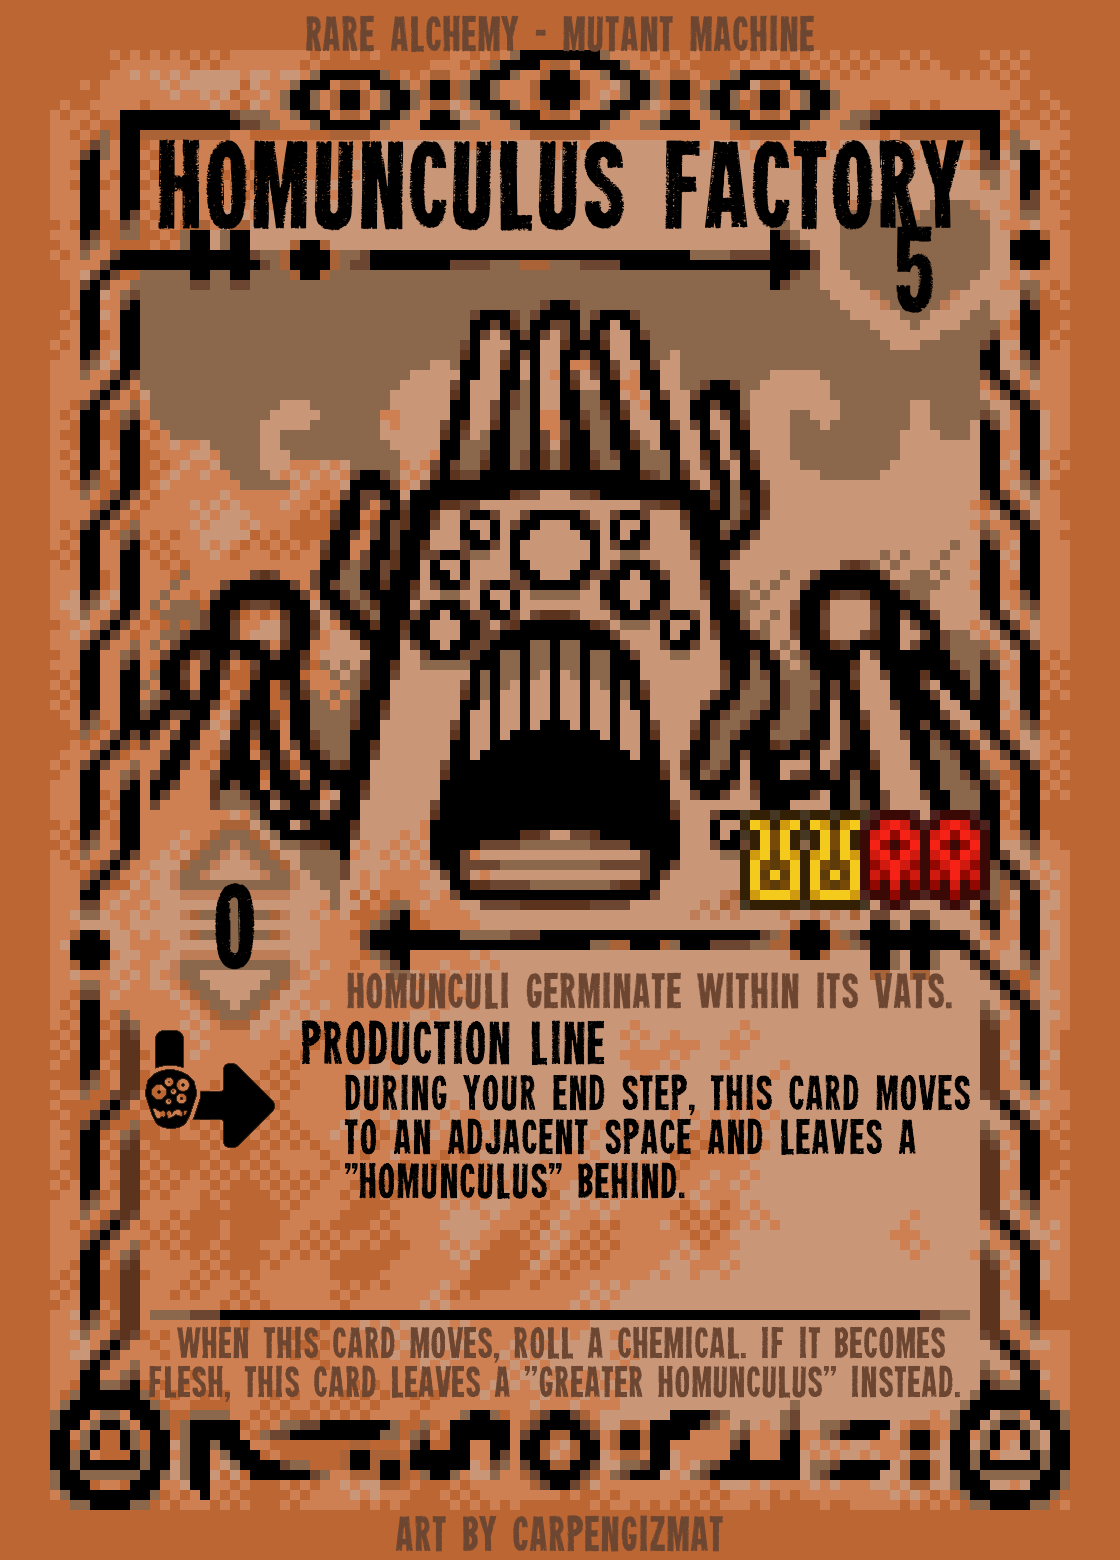 RARE ALCHEMY - MUTANT MACHINE
HOMUNCULUS FACTORY
5
0
HOMUNCULI GERMINATE WITHIN ITS VATS.
PRODUCTION LINE
DURING YOUR END STEP, THIS CARD MOVES
TO AN ADJACENT SPACE AND LEAVES A
"HOMUNCULUS" BEHIND.
WHEN THIS CARD MOVES, ROLL A CHEMICAL. IF IT BECOMES
FLESH, THIS CARD LEAVES A "GREATER HOMUNCULUS" INSTEAD.
ART BY CARPENGIZMAT